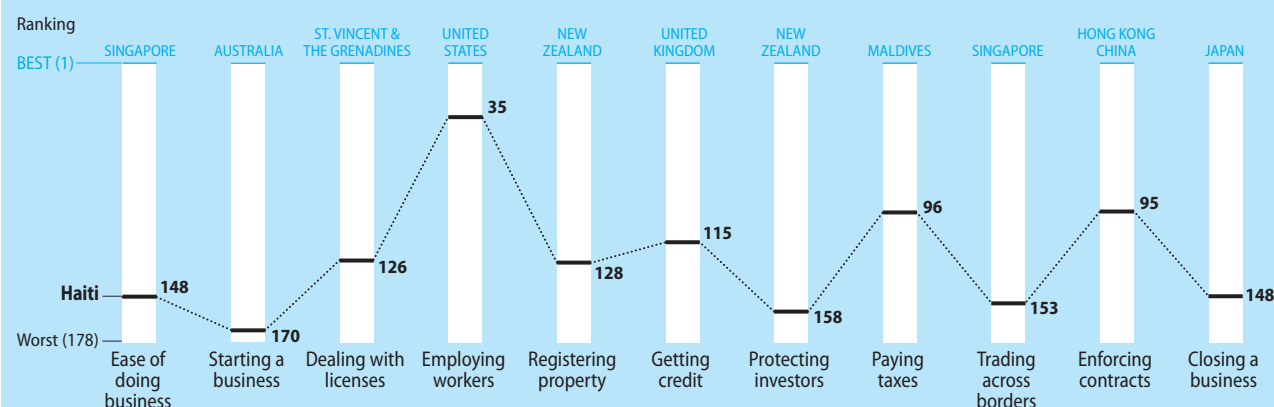 Ranking
SINGAPORE
AUSTRALIA
ST. VINCENT &
THE GRENADINES
UNITED
STATES
NEW
ZEALAND
UNITED
KINGDOM
NEW
ZEALAND
MALDIVES
SINGAPORE
HONG KONG
CHINA
JAPAN
BEST (1)
35
96
95
115
126
128
Haiti
148
170
158
153
148
Worst (178)
Ease of
doing
business
Starting a
business
Dealing with
licenses
Employing
workers
Registering
property
Getting
credit
Protecting
investors
Paying
taxes
Trading
across
borders
Enforcing
contracts
Closing a
business